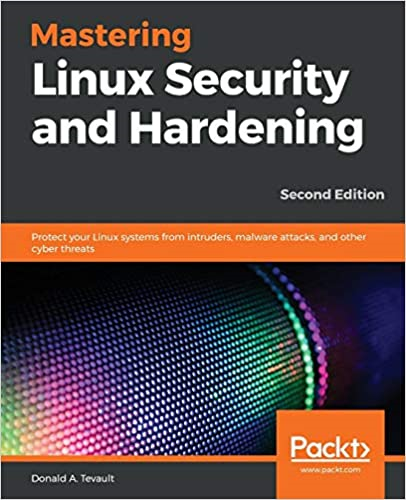 Mastering
Linux Security
and Hardening
Second Edition
Protect your Linux systems from intruders, malware attacks, and other
cyber threats
Packt>
www.packt.com
Donald A. Tevault